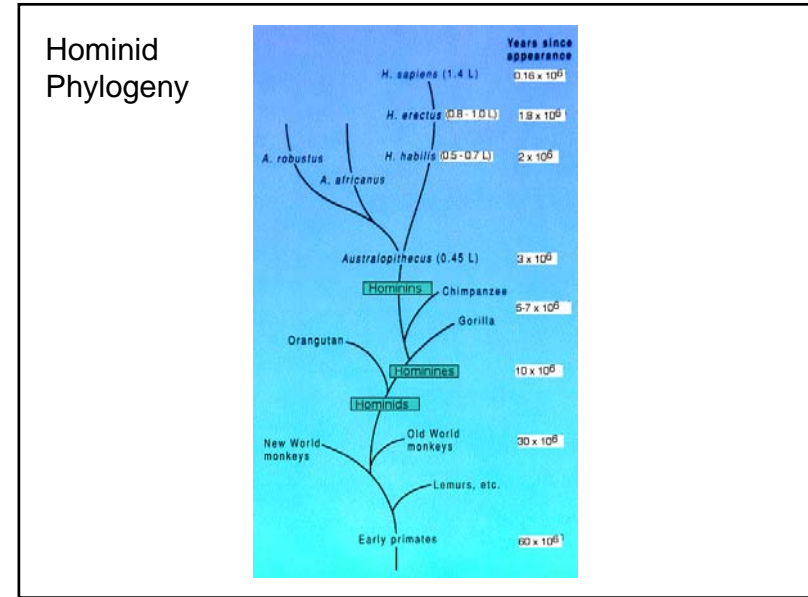 Hominid
Phylogeny
Years since
appearance
H. sapiens (1.4 L)
0.16 x 10⁶
H. erectus (0.8 - 1.0 L)
1.8 x 10⁶
A. robustus
H. habilis (0.5 - 0.7 L)
2 x 10⁶
A. africanus
Australopithecus (0.45 L)
3 x 10⁶
Hominins
Chimpanzee
5-7 x 10⁶
Gorilla
Orangutan
Hominines
10 x 10⁶
Hominids
New World
monkeys
Old World
monkeys
30 x 10⁶
Lemurs, etc.
Early primates
60 x 10⁶